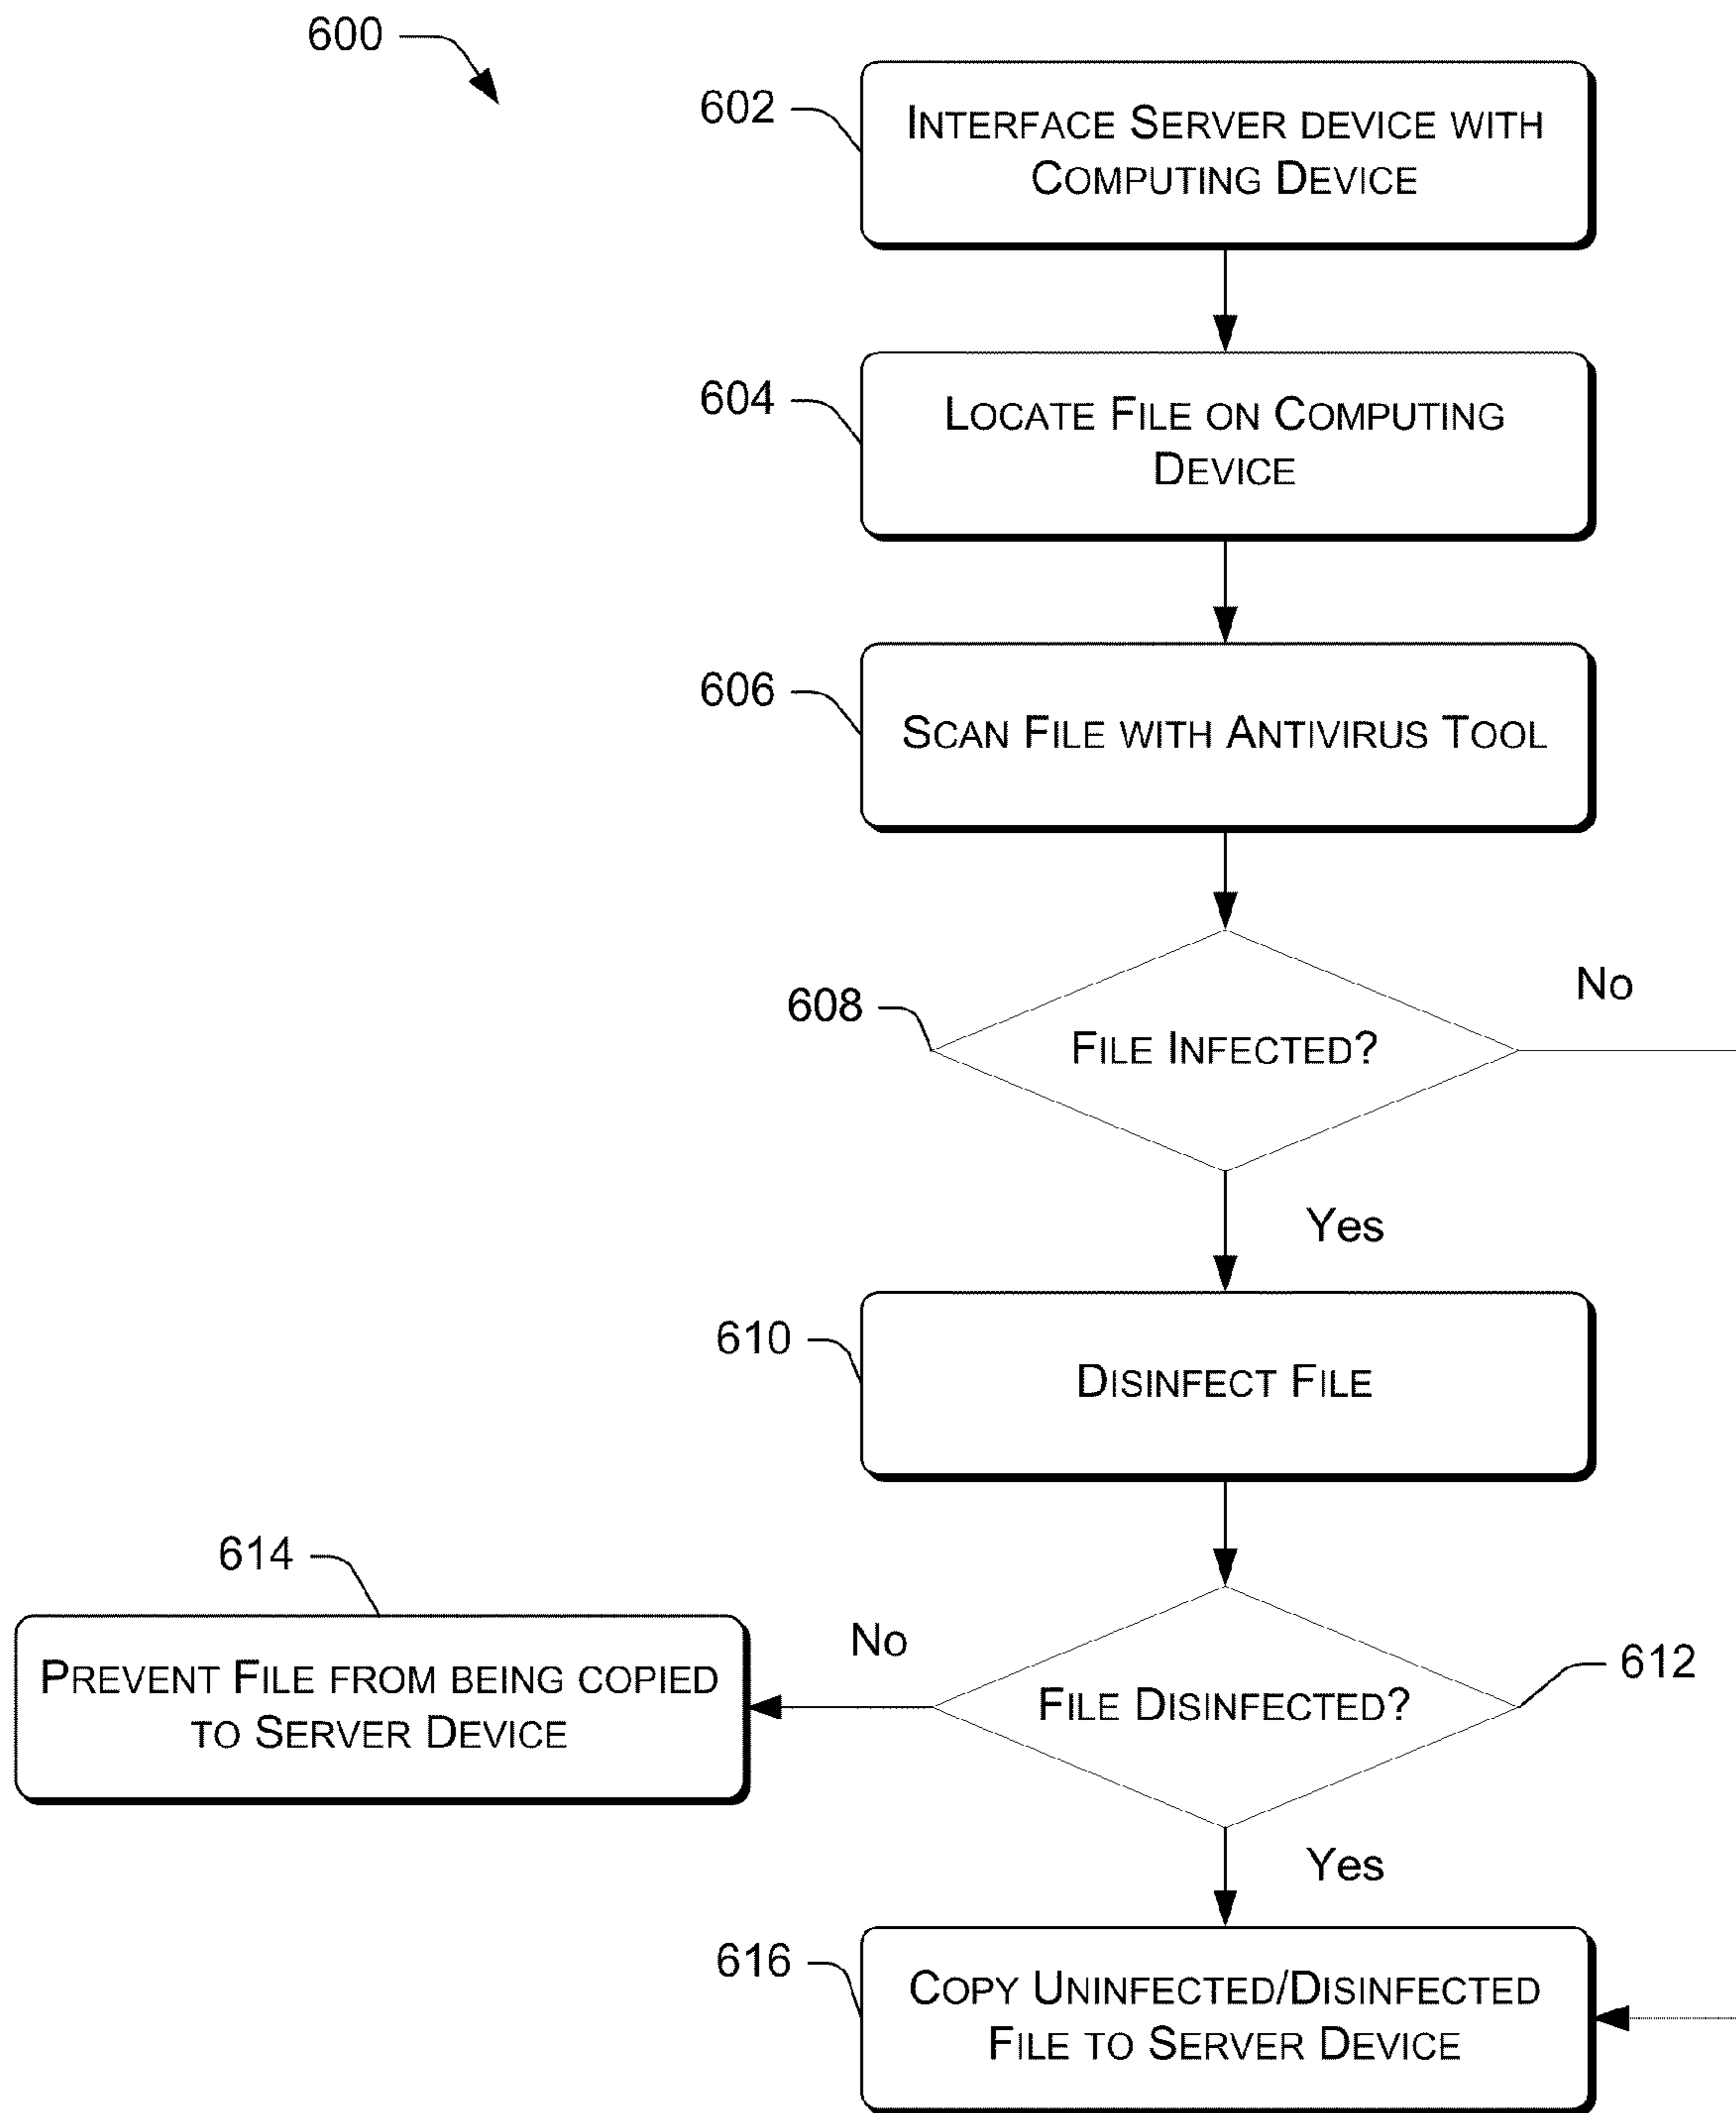 600
602
INTERFACE SERVER DEVICE WITH
COMPUTING DEVICE
604
LOCATE FILE ON COMPUTING
DEVICE
606
SCAN FILE WITH ANTIVIRUS TOOL
608
FILE INFECTED?
No
Yes
610
DISINFECT FILE
614
PREVENT FILE FROM BEING COPIED
TO SERVER DEVICE
No
612
FILE DISINFECTED?
Yes
616
COPY UNINFECTED/DISINFECTED
FILE TO SERVER DEVICE